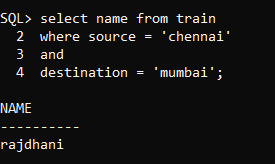 SQL> select name from train
2 where source = 'chennai'
3 and
4 destination = 'mumbai';
NAME
----------
rajdhani